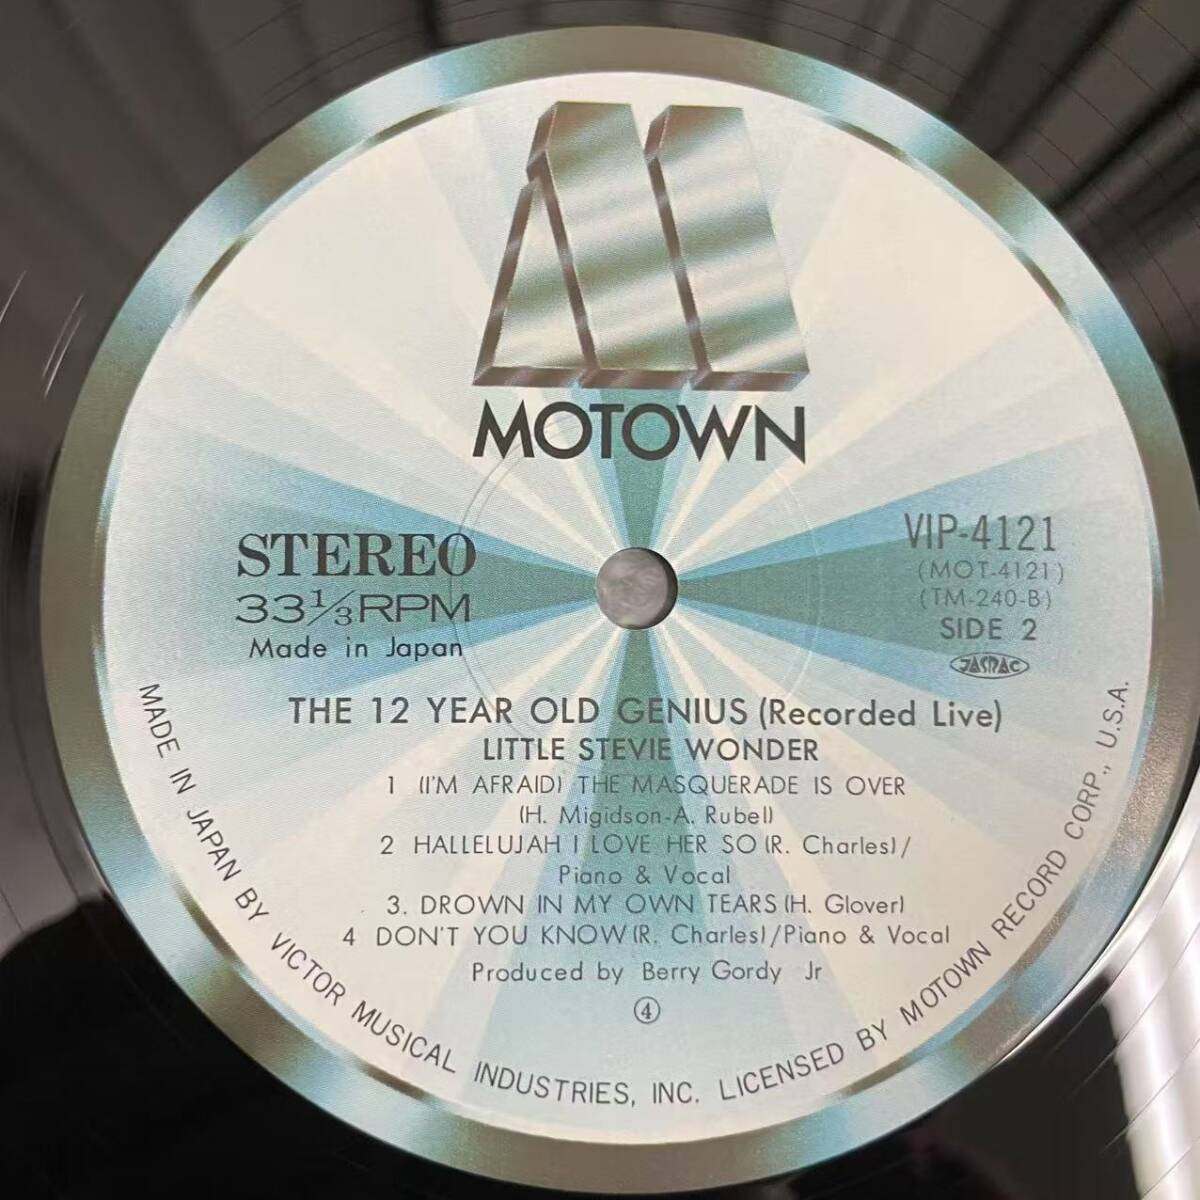 MOTOWN
STEREO
33⅓RPM
Made in Japan
VIP-4121
(MOT-4121)
(TM-240-B)
SIDE 2
JASRAC
THE 12 YEAR OLD GENIUS (Recorded Live)
LITTLE STEVIE WONDER
1 (I'M AFRAID) THE MASQUERADE IS OVER
(H. Migidson-A. Rubell)
2 HALLELUJAH I LOVE HER SO (R. Charles)/
Piano & Vocal
3. DROWN IN MY OWN TEARS (H. Glover)
4 DON'T YOU KNOW (R. Charles)/Piano & Vocal
Produced by Berry Gordy Jr
④
MADE IN JAPAN BY VICTOR MUSICAL INDUSTRIES, INC. LICENSED BY MOTOWN RECORD CORP., U.S.A.